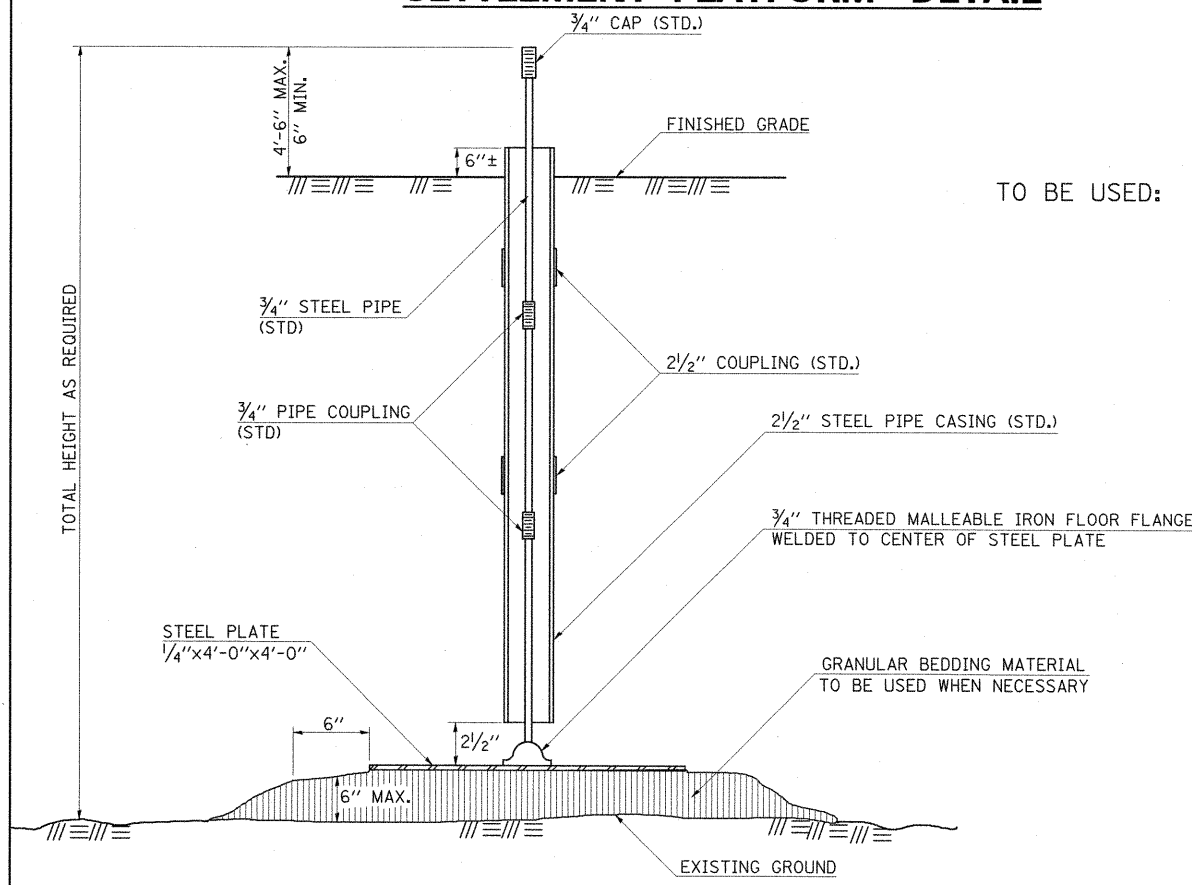 3/4" CAP (STD.)
4'-6" MAX.
6" MIN.
FINISHED GRADE
6"±
TO BE USED:
TOTAL HEIGHT AS REQUIRED
3/4" STEEL PIPE
(STD)
2 1/2" COUPLING (STD.)
3/4" PIPE COUPLING
(STD)
2 1/2" STEEL PIPE CASING (STD.)
3/4" THREADED MALLEABLE IRON FLOOR FLANGE
WELDED TO CENTER OF STEEL PLATE
STEEL PLATE
1/4"x4'-0"x4'-0"
GRANULAR BEDDING MATERIAL
TO BE USED WHEN NECESSARY
6"
2 1/2"
6" MAX.
EXISTING GROUND